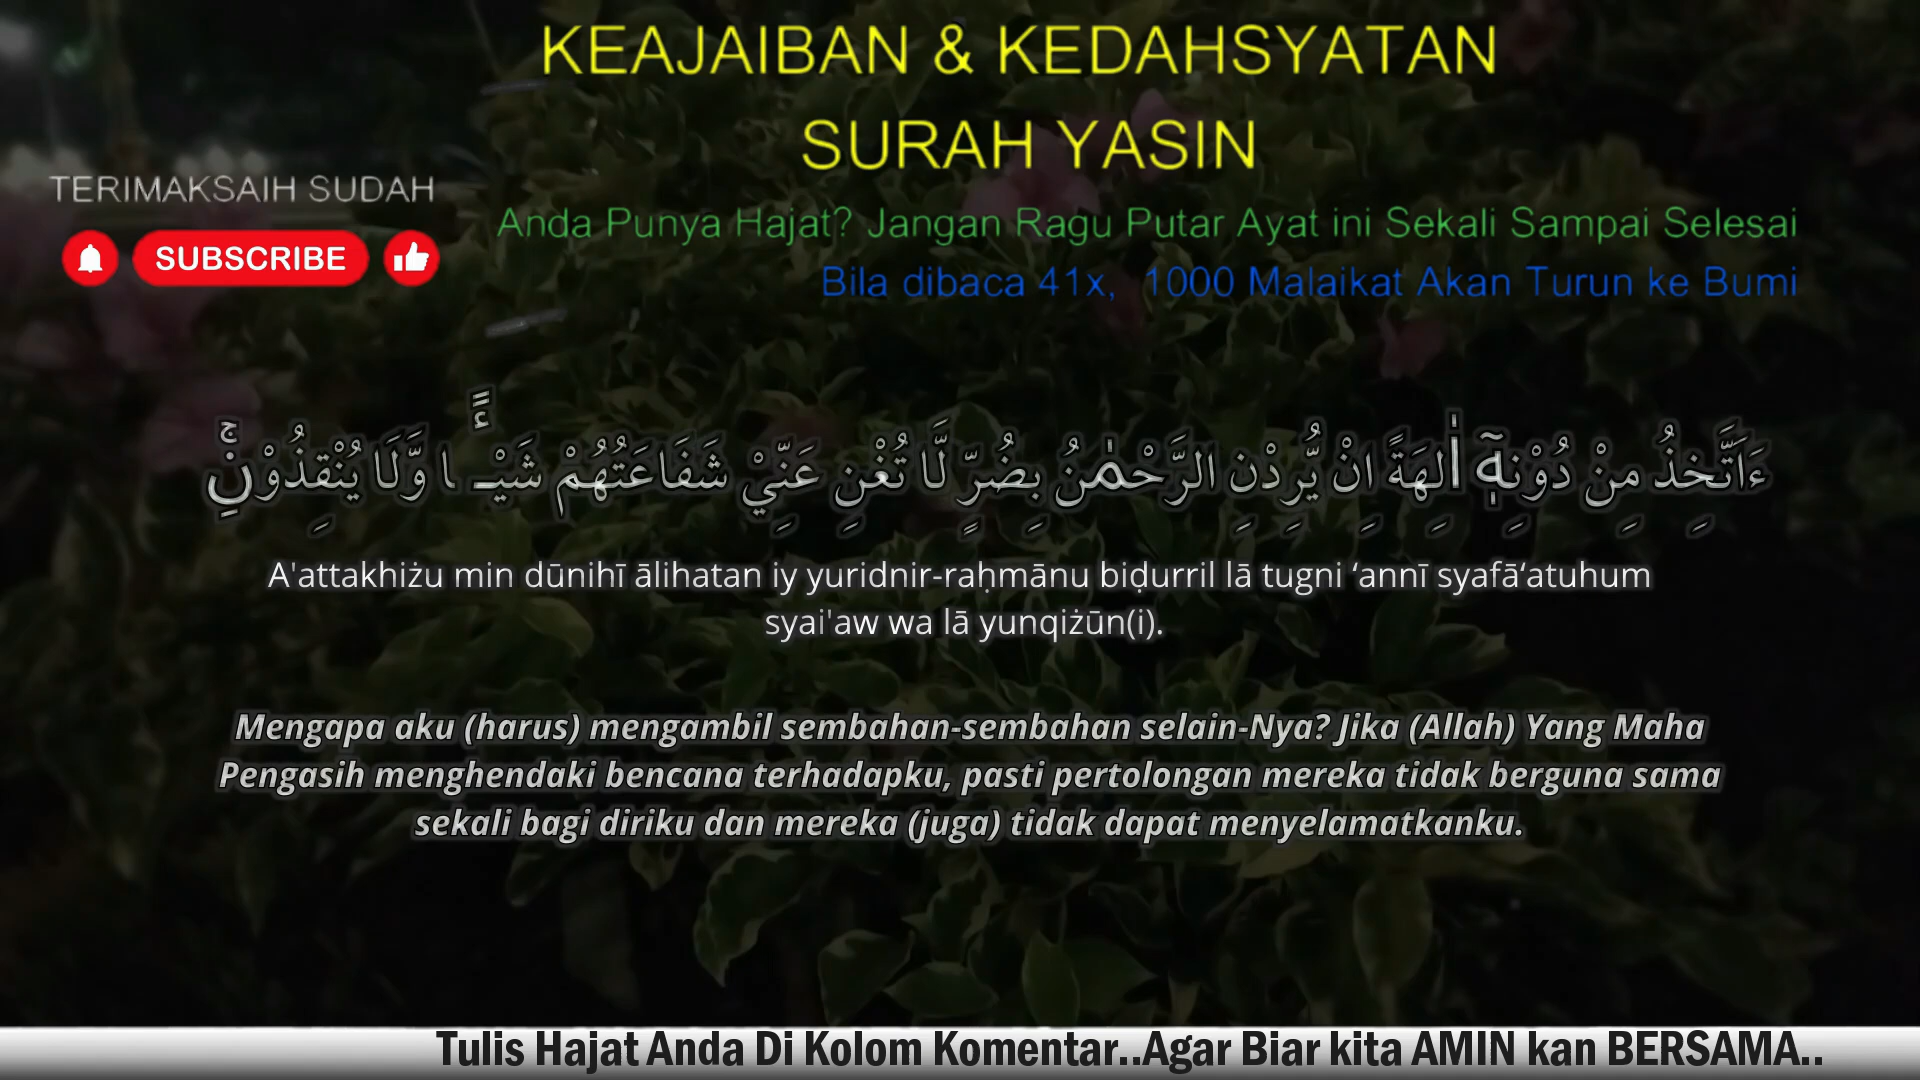 KEAJAIBAN & KEDAHSYATAN
SURAH YASIN
TERIMAKSAIH SUDAH
SUBSCRIBE
Anda Punya Hajat? Jangan Ragu Putar Ayat ini Sekali Sampai Selesai
Bila dibaca 41x, 1000 Malaikat Akan Turun ke Bumi
ءَاَتَّخِذُ مِنْ دُوْنِهٖٓ اٰلِهَةً اِنْ يُّرِدْنِ الرَّحْمٰنُ بِضُرٍّ لَّا تُغْنِ عَنِّيْ شَفَاعَتُهُمْ شَيْـًٔا وَّلَا يُنْقِذُوْنِۚ
A'attakhiżu min dūnihī ālihatan iy yuridnir-raḥmānu biḍurril lā tugni ‘annī syafā‘atuhum
syai'aw wa lā yunqiżūn(i).
Mengapa aku (harus) mengambil sembahan-sembahan selain-Nya? Jika (Allah) Yang Maha
Pengasih menghendaki bencana terhadapku, pasti pertolongan mereka tidak berguna sama
sekali bagi diriku dan mereka (juga) tidak dapat menyelamatkanku.
Tulis Hajat Anda Di Kolom Komentar..Agar Biar kita AMIN kan BERSAMA..